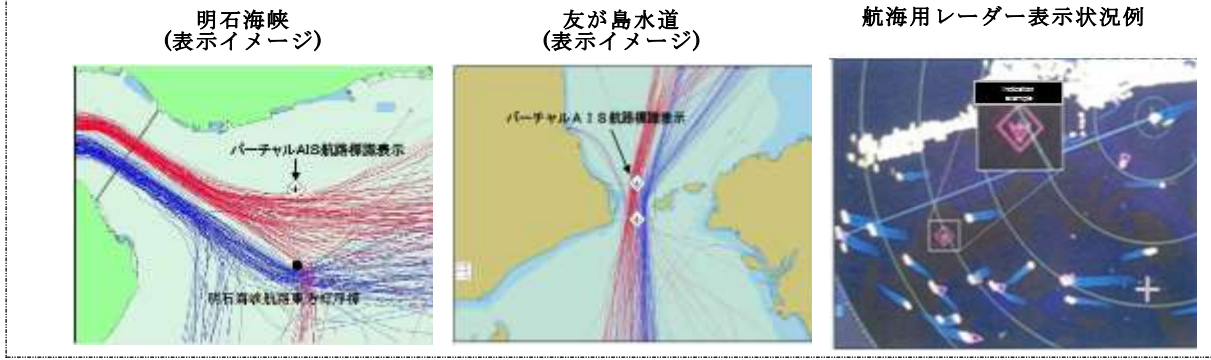 明石海峡
(表示イメージ)
友が島水道
(表示イメージ)
航海用レーダー表示状況例
バーチャルAIS航路標識表示
明石海峡航路東方灯浮標
バーチャルAIS航路標識表示
Indication
example